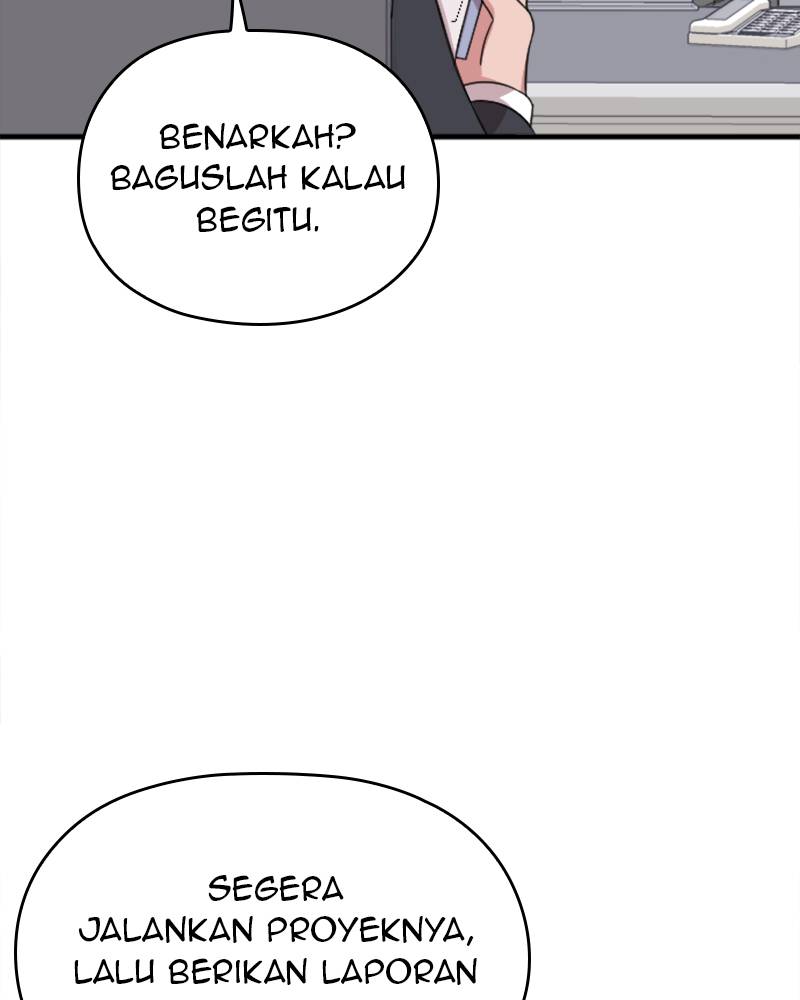 BENARKAH?
BAGUSLAH KALAU
BEGITU.
SEGERA
JALANKAN PROYEKNYA,
LALU BERIKAN LAPORAN